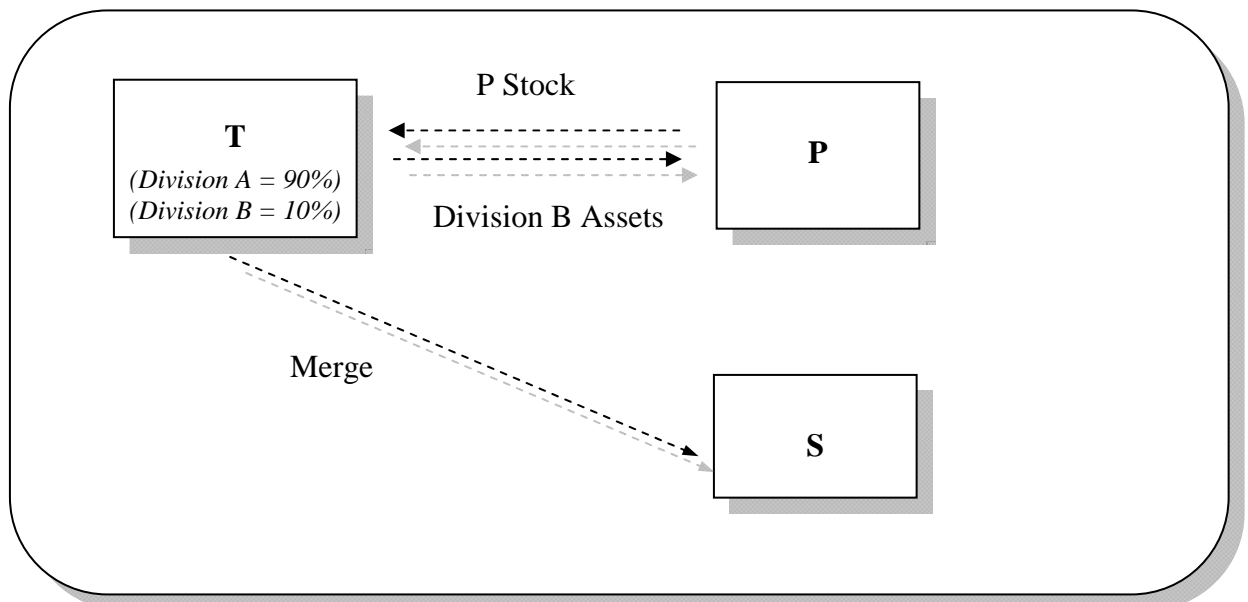 P Stock
T
(Division A = 90%)
(Division B = 10%)
P
Division B Assets
Merge
S